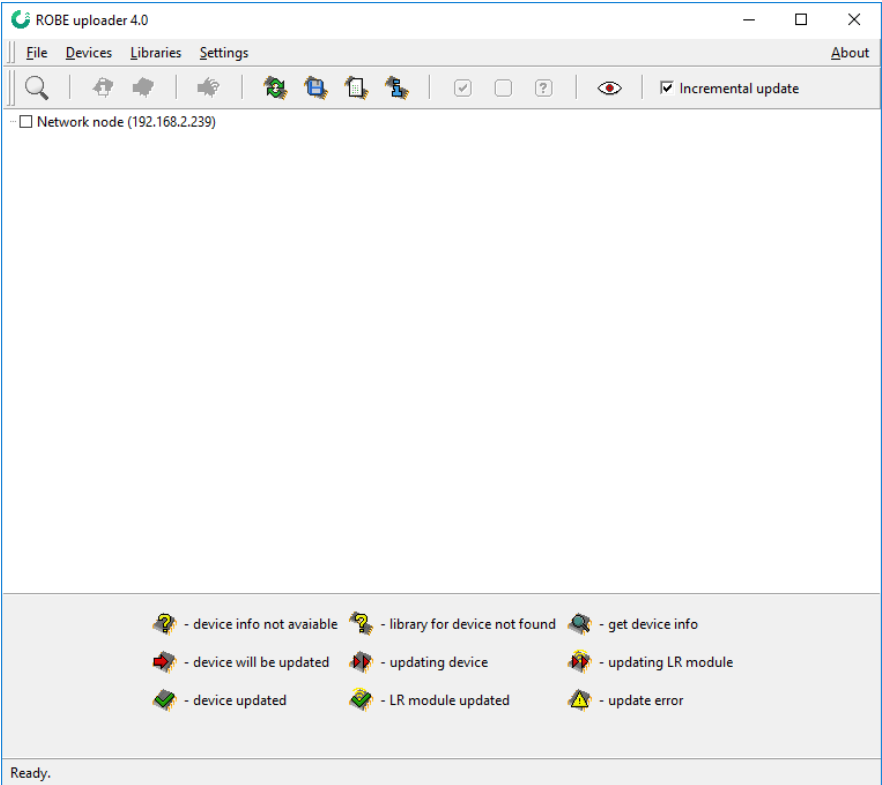 ROBE uploader 4.0
File Devices Libraries Settings About
Incremental update
Network node (192.168.2.239)
- device info not avaiable - library for device not found - get device info
- device will be updated - updating device - updating LR module
- device updated - LR module updated - update error
Ready.